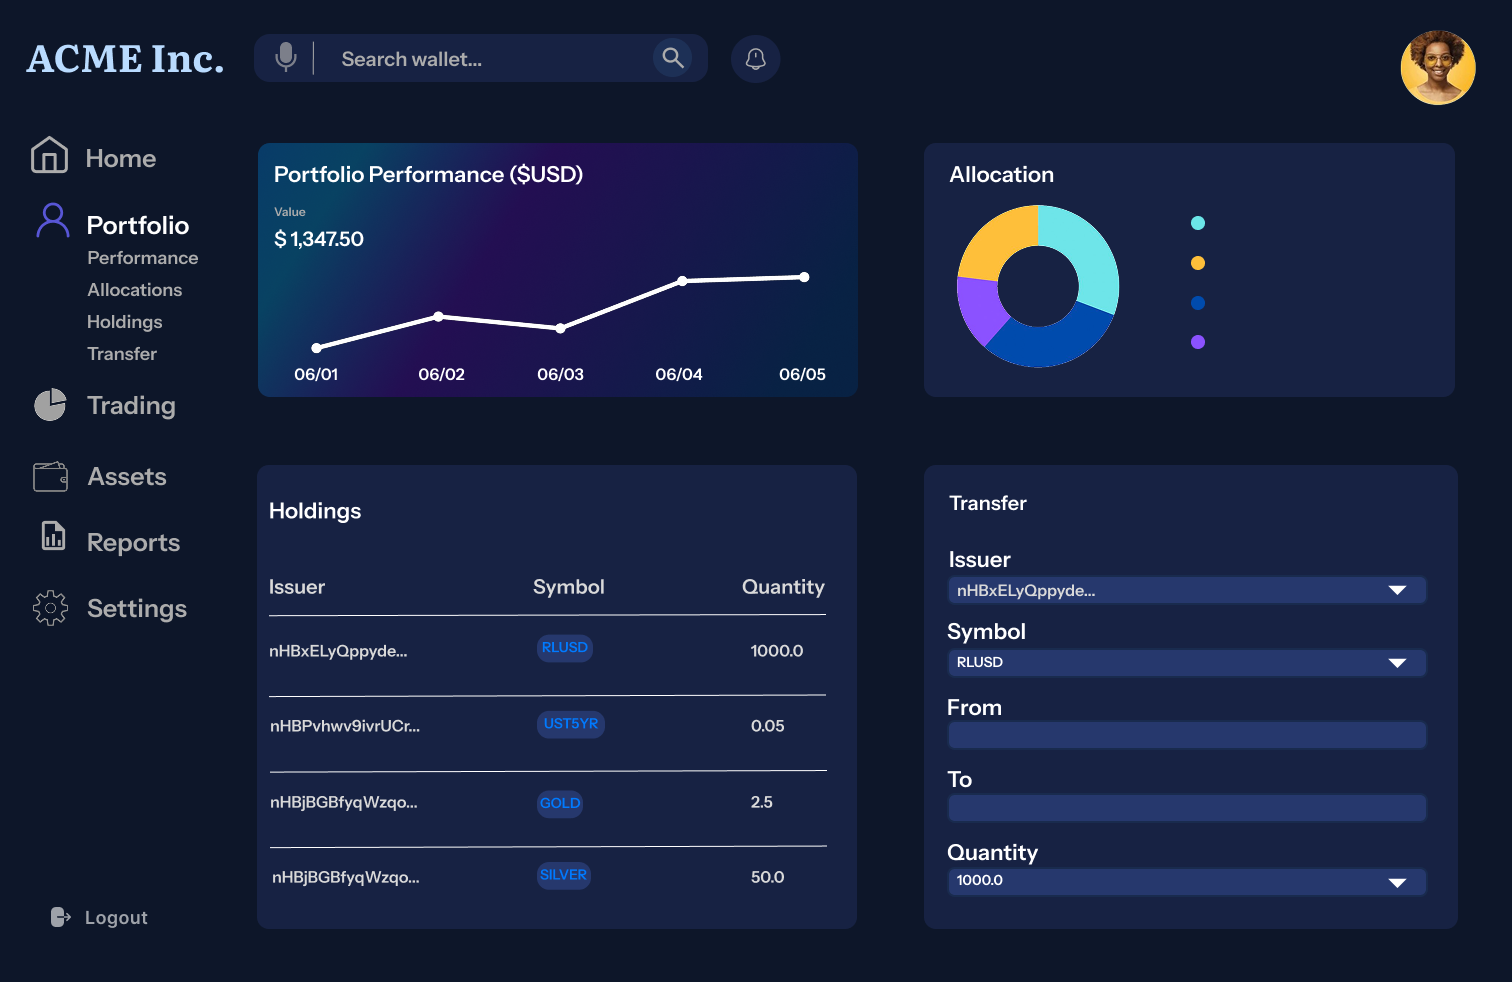 ACME Inc.
Search wallet...
Home
Portfolio
Performance
Allocations
Holdings
Transfer
Trading
Assets
Reports
Settings
Logout
Portfolio Performance ($USD)
Value
$ 1,347.50
06/01 06/02 06/03 06/04 06/05
Allocation
Holdings
Issuer Symbol Quantity
nHBxELyQppyde... RLUSD 1000.0
nHBPvhwv9ivrUCr... UST5YR 0.05
nHBjBGBfyqWzqo... GOLD 2.5
nHBjBGBfyqWzqo... SILVER 50.0
Transfer
Issuer
nHBxELyQppyde...
Symbol
RLUSD
From
To
Quantity
1000.0